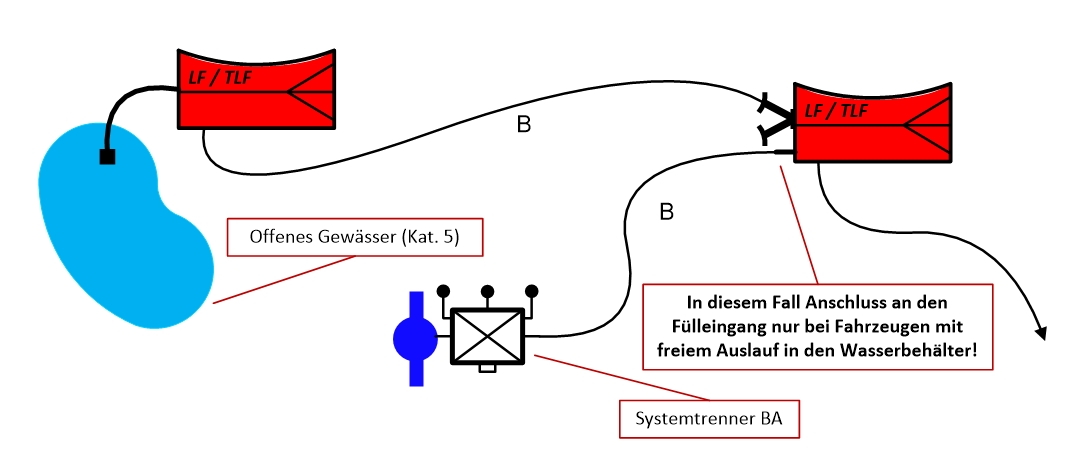 LF / TLF
LF / TLF
B
B
Offenes Gewässer (Kat. 5)
In diesem Fall Anschluss an den
Fülleingang nur bei Fahrzeugen mit
freiem Auslauf in den Wasserbehälter!
Systemtrenner BA